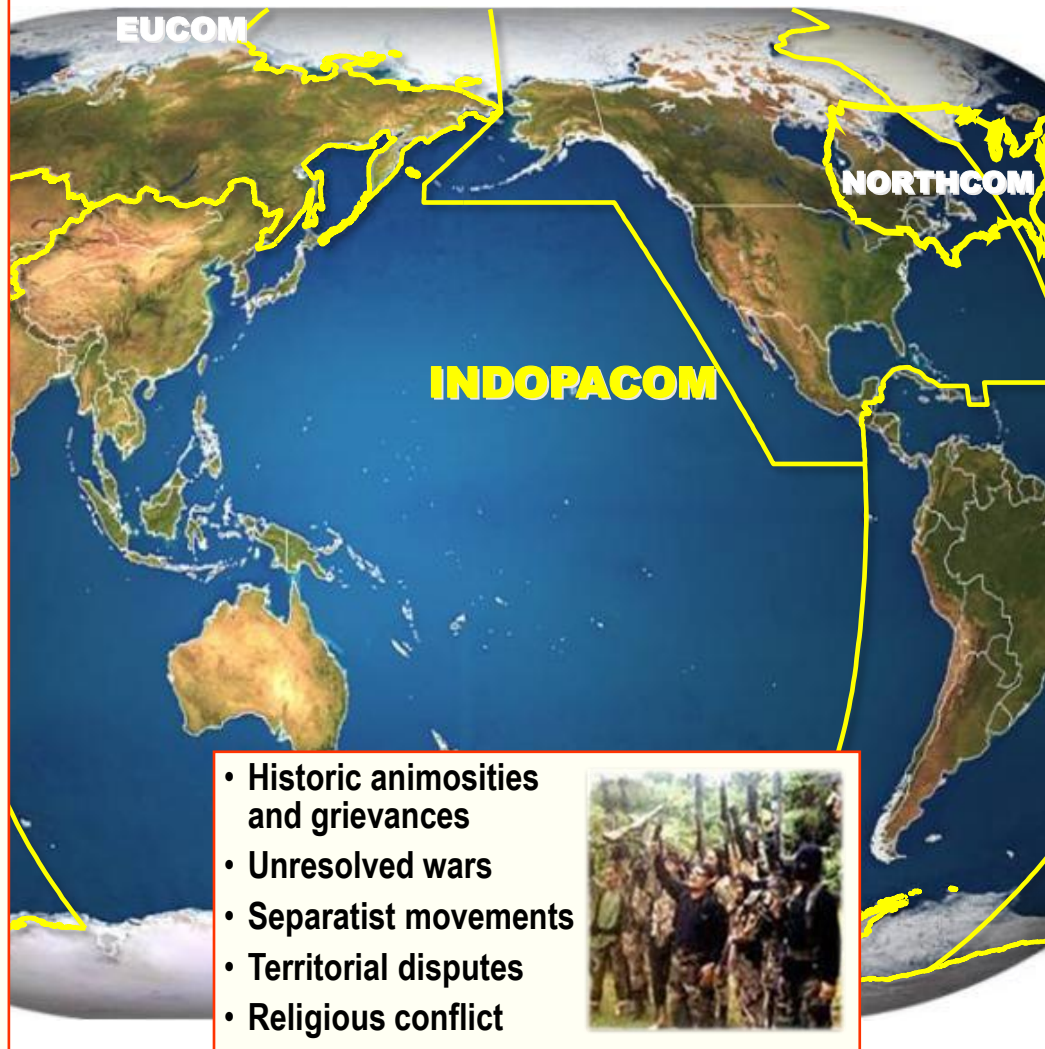 EUCOM
NORTHCOM
INDOPACOM
• Historic animosities
and grievances
• Unresolved wars
• Separatist movements
• Territorial disputes
• Religious conflict